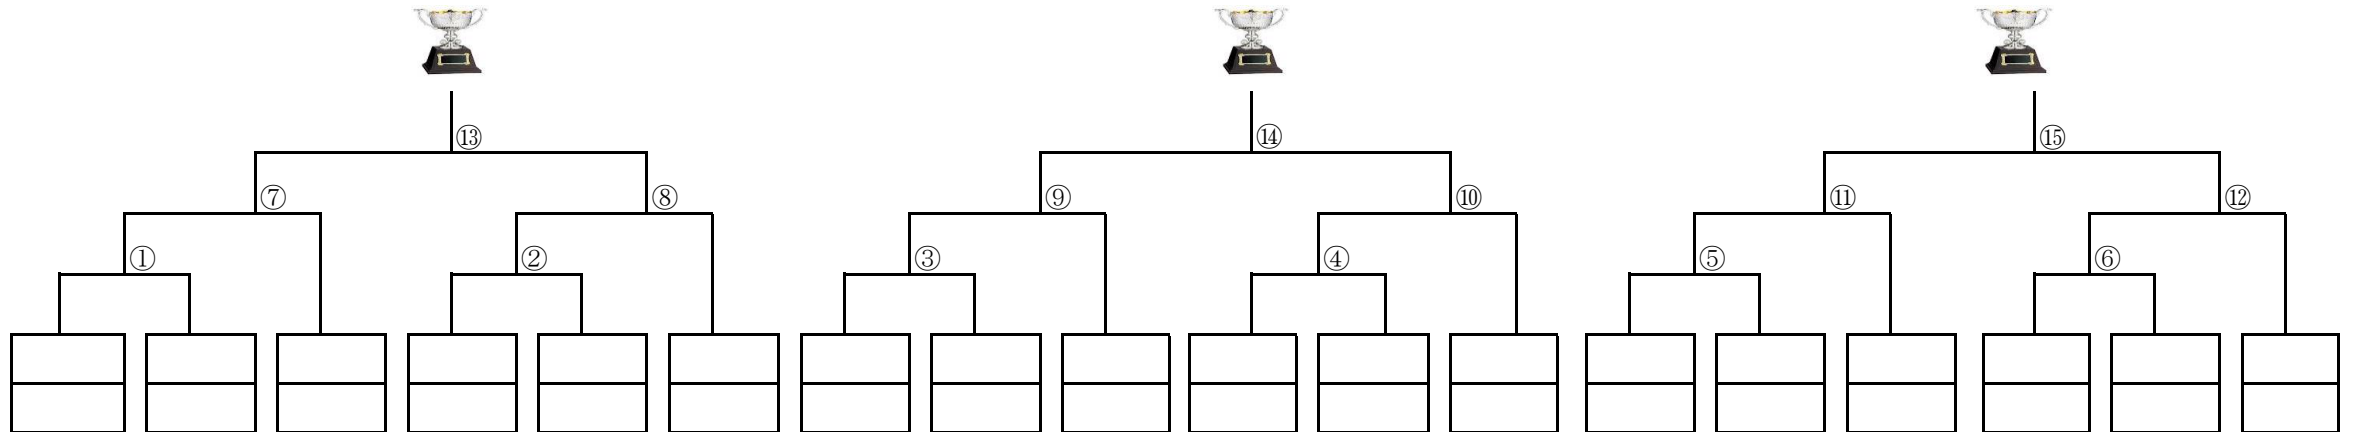 ⑬ ⑭ ⑮
⑦ ⑧ ⑨ ⑩ ⑪ ⑫
① ② ③ ④ ⑤ ⑥